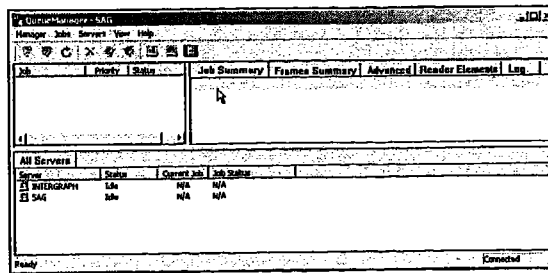 QueueManager - SAG
Manager Jobs Servers View Help
Job Priority Status
Job Summary Frames Summary Advanced Reader Elements Log
All Servers
Server Status Current Job Job Status
INTERGRAPH Idle N/A N/A
SAG Idle N/A N/A
Ready Connected